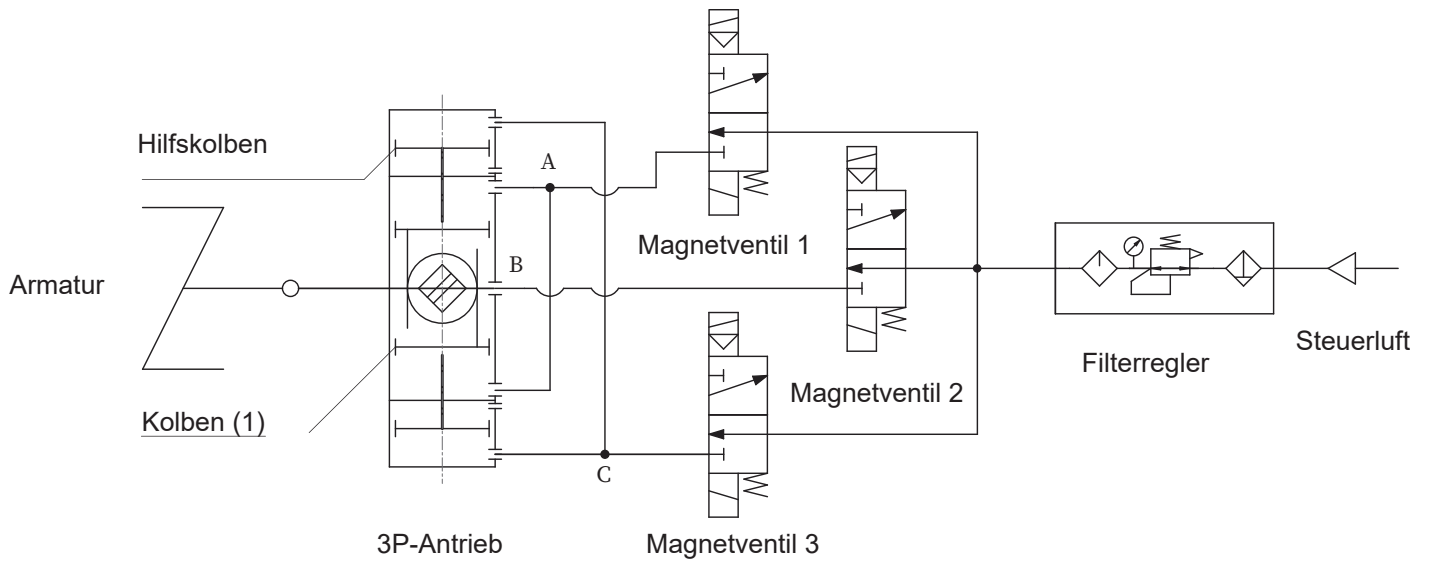 Hilfskolben
A
Magnetventil 1
B
Armatur
Steuerluft
Filterregler
Magnetventil 2
Kolben (1)
C
3P-Antrieb
Magnetventil 3